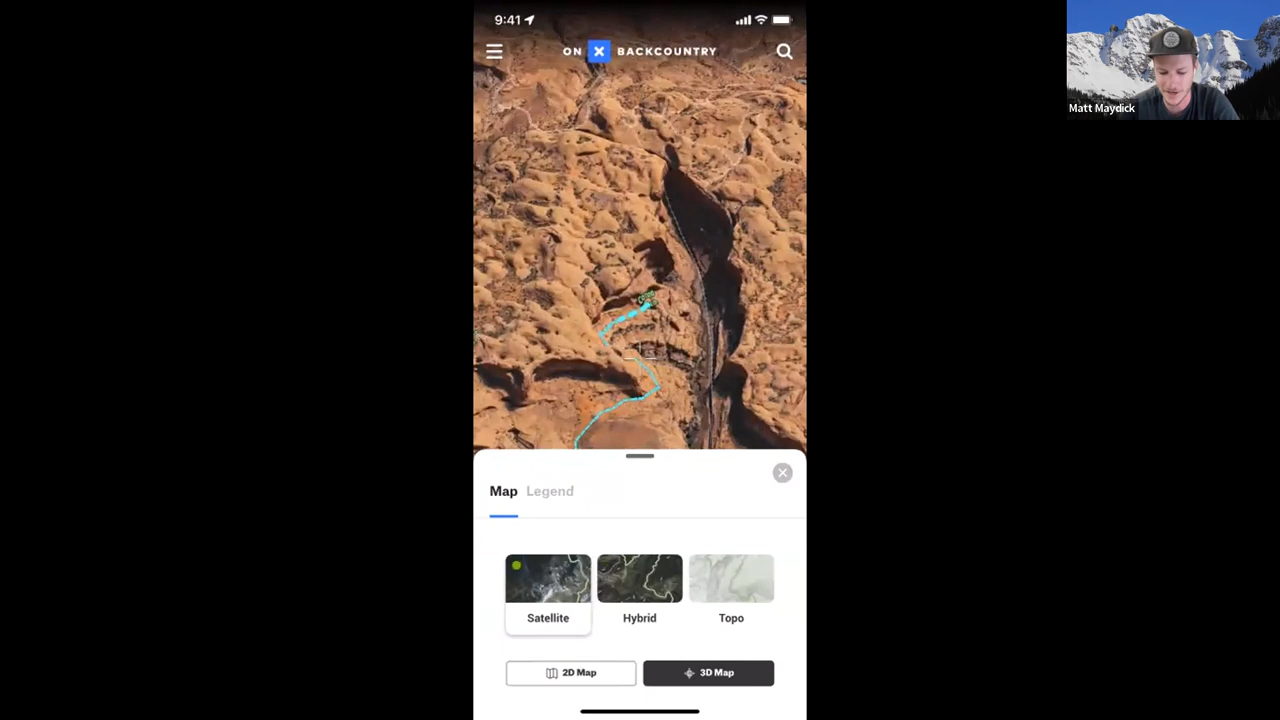 9:41
ON X BACKCOUNTRY
Matt Maydick
Map Legend
Satellite Hybrid Topo
2D Map 3D Map